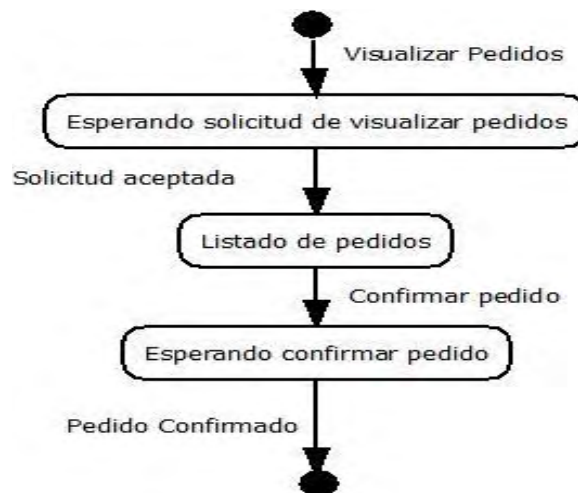 Visualizar Pedidos
Esperando solicitud de visualizar pedidos
Solicitud aceptada
Listado de pedidos
Confirmar pedido
Esperando confirmar pedido
Pedido Confirmado